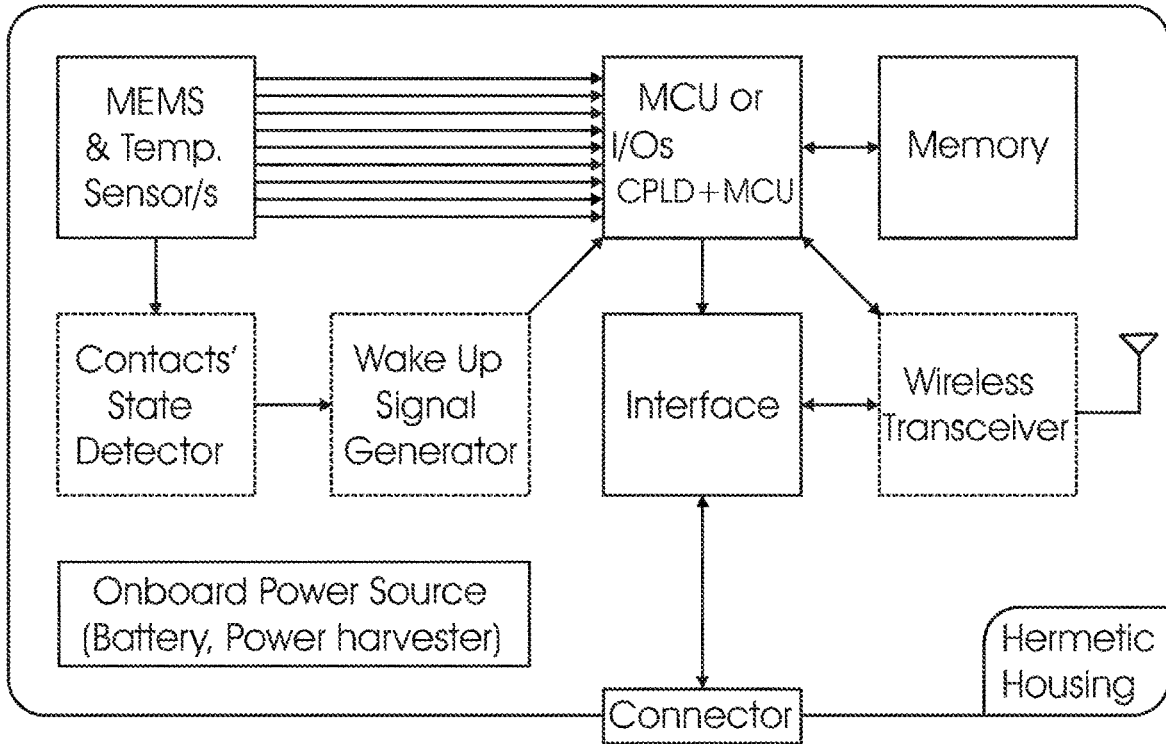 MEMS
& Temp.
Sensor/s
MCU or
I/Os
CPLD+MCU
Memory
Contacts'
State
Detector
Wake Up
Signal
Generator
Interface
Wireless
Transceiver
Onboard Power Source
(Battery, Power harvester)
Hermetic
Housing
Connector